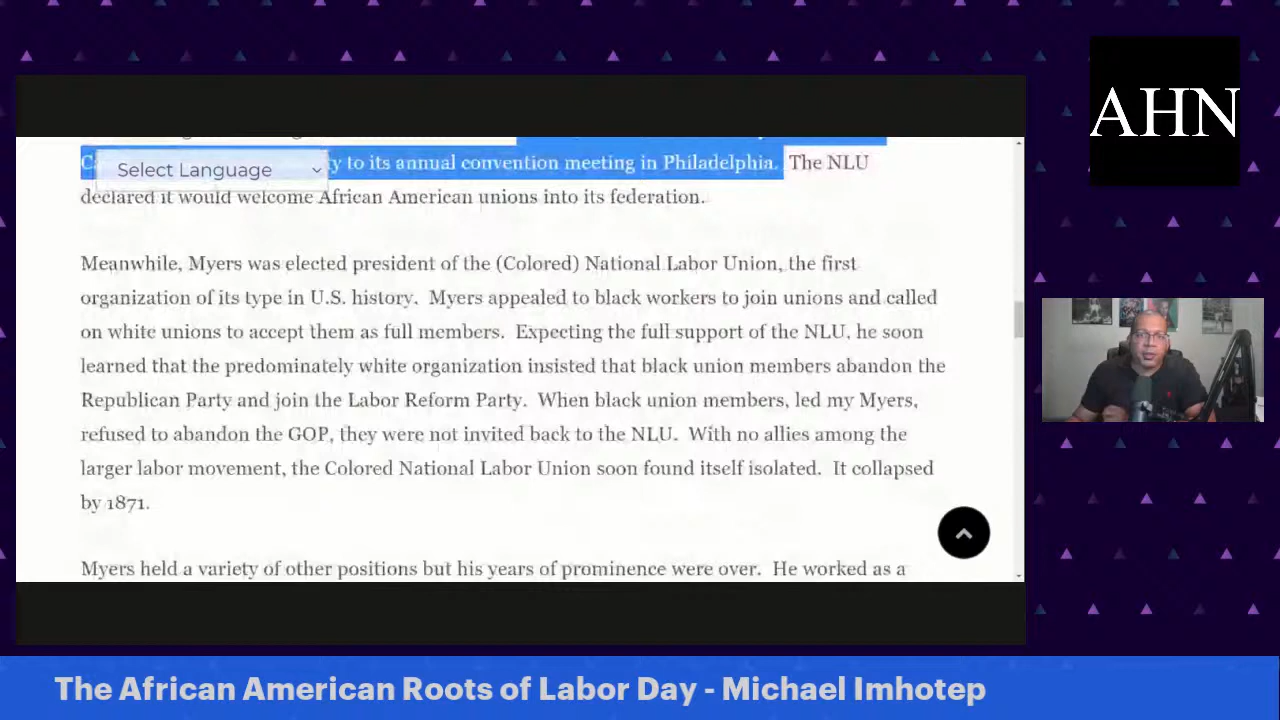 AHN
Select Language
y to its annual convention meeting in Philadelphia. The NLU
declared it would welcome African American unions into its federation.
Meanwhile, Myers was elected president of the (Colored) National Labor Union, the first
organization of its type in U.S. history. Myers appealed to black workers to join unions and called
on white unions to accept them as full members. Expecting the full support of the NLU, he soon
learned that the predominately white organization insisted that black union members abandon the
Republican Party and join the Labor Reform Party. When black union members, led my Myers,
refused to abandon the GOP, they were not invited back to the NLU. With no allies among the
larger labor movement, the Colored National Labor Union soon found itself isolated. It collapsed
by 1871.
Myers held a variety of other positions but his years of prominence were over. He worked as a
The African American Roots of Labor Day - Michael Imhotep